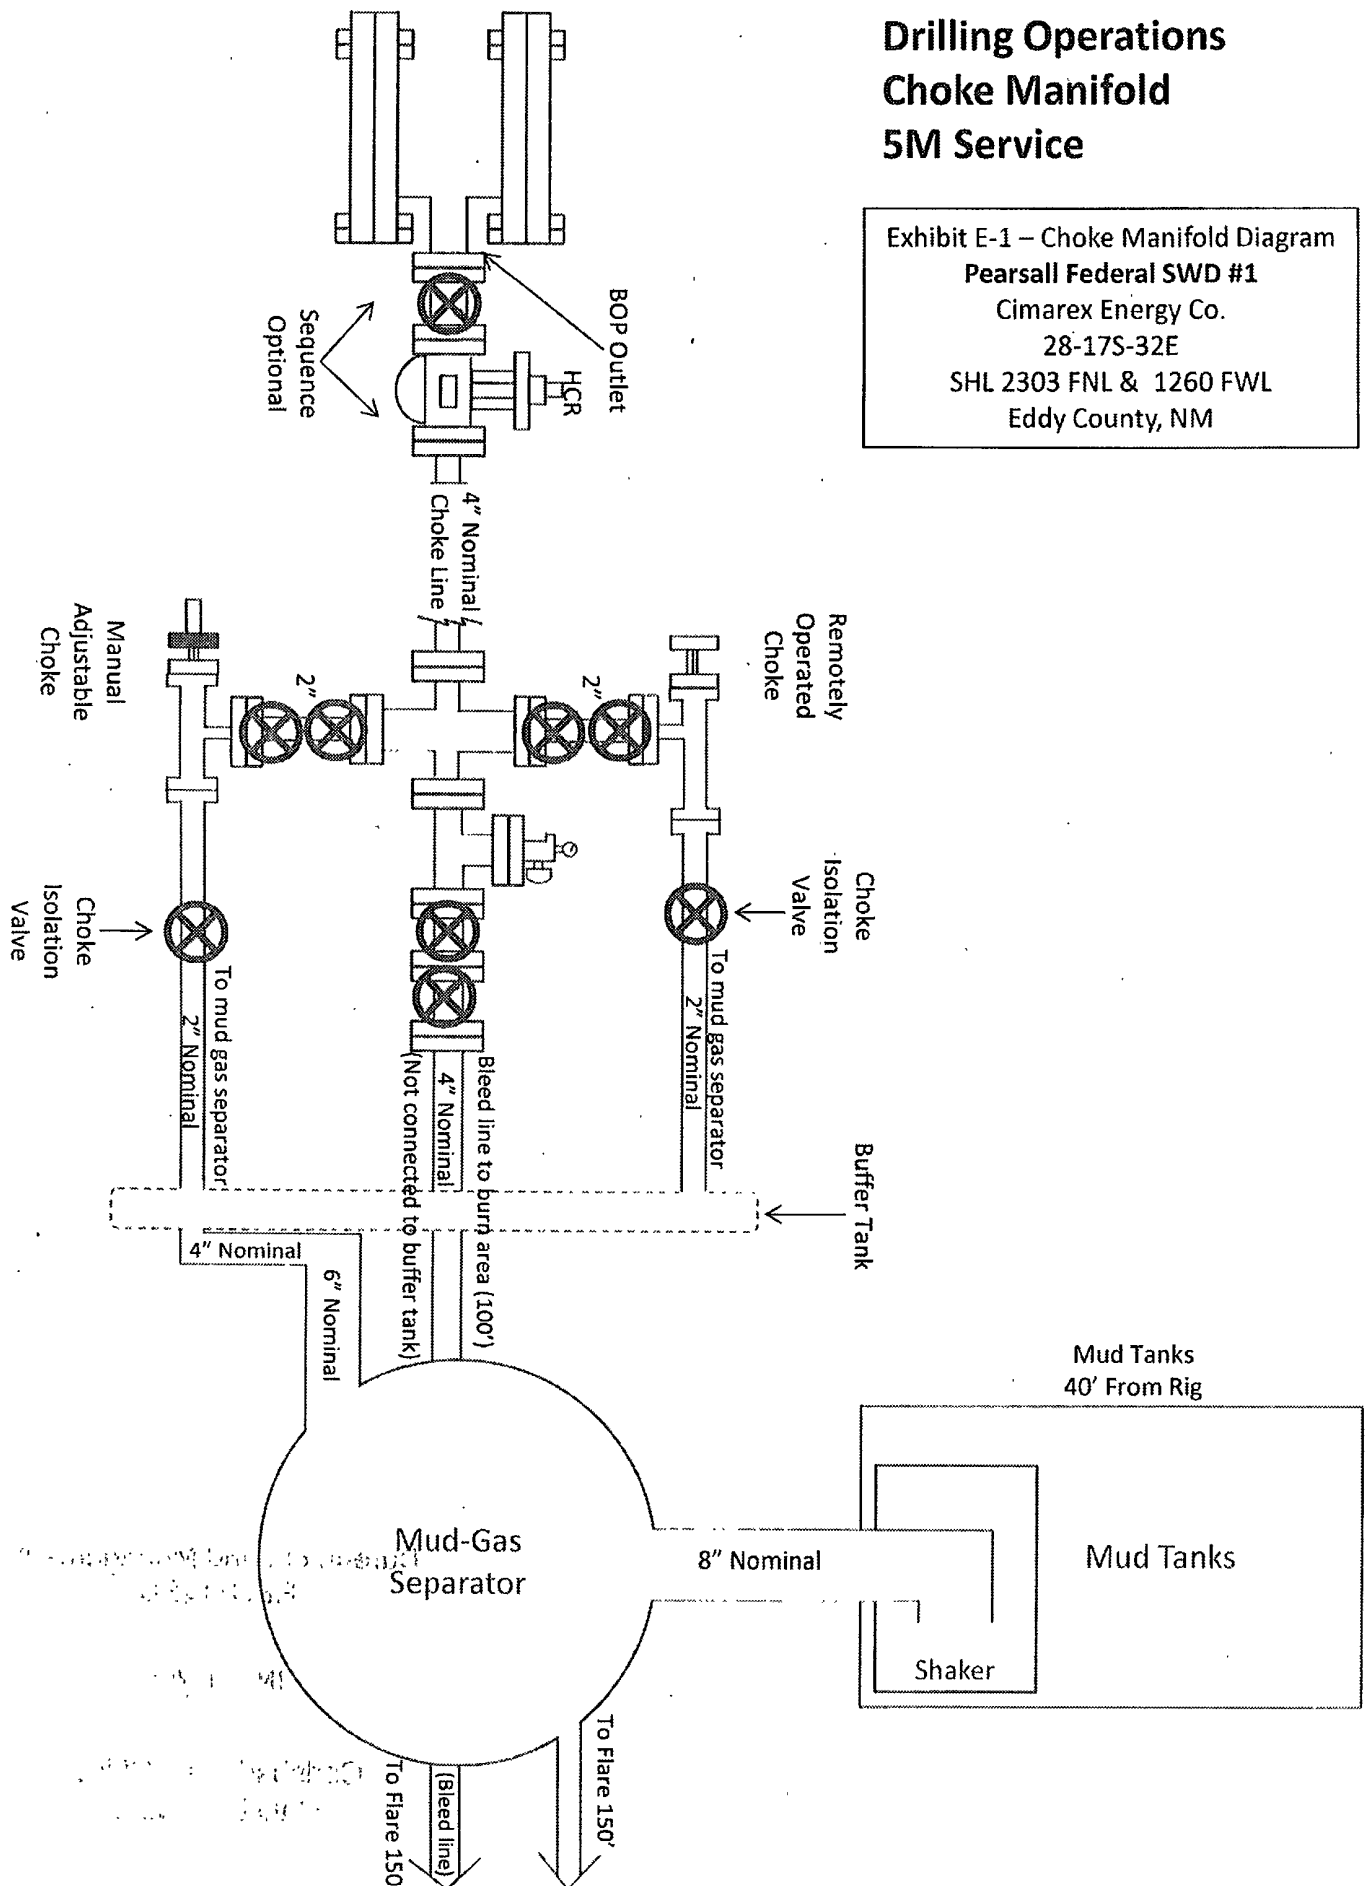 Drilling Operations
Choke Manifold
5M Service
Exhibit E-1 – Choke Manifold Diagram
Pearsall Federal SWD #1
Cimarex Energy Co.
28-17S-32E
SHL 2303 FNL & 1260 FWL
Eddy County, NM
BOP Outlet
HCR
Sequence
Optional
4" Nominal
Choke Line
Remotely
Operated
Choke
Manual
Adjustable
Choke
2"
2"
Choke
Isolation
Valve
Choke
Isolation
Valve
To mud gas separator
2" Nominal
To mud gas separator
2" Nominal
Bleed line to burn area (100')
4" Nominal
(Not connected to buffer tank)
Buffer Tank
4" Nominal
6" Nominal
Mud Tanks
40' From Rig
Mud-Gas
Separator
8" Nominal
Mud Tanks
Shaker
To Flare 150'
(Bleed line)
To Flare 150